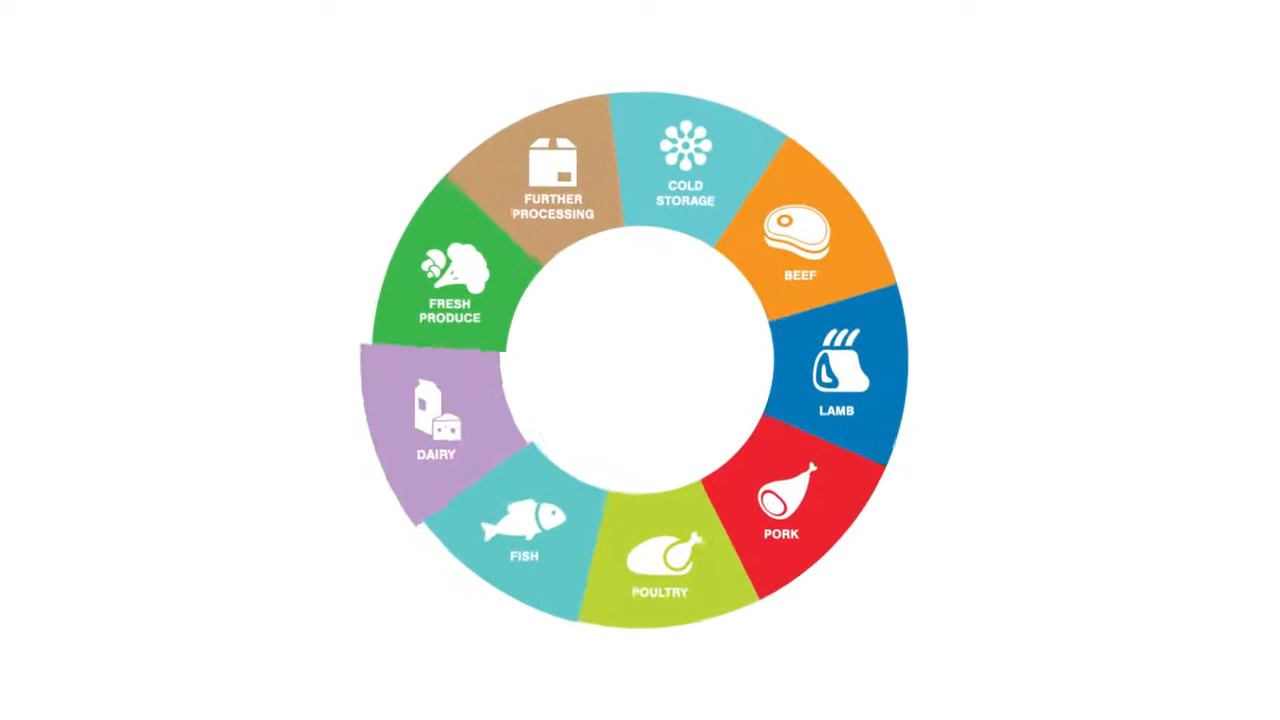 COLD
STORAGE
BEEF
LAMB
PORK
POULTRY
FISH
DAIRY
FRESH
PRODUCE
FURTHER
PROCESSING